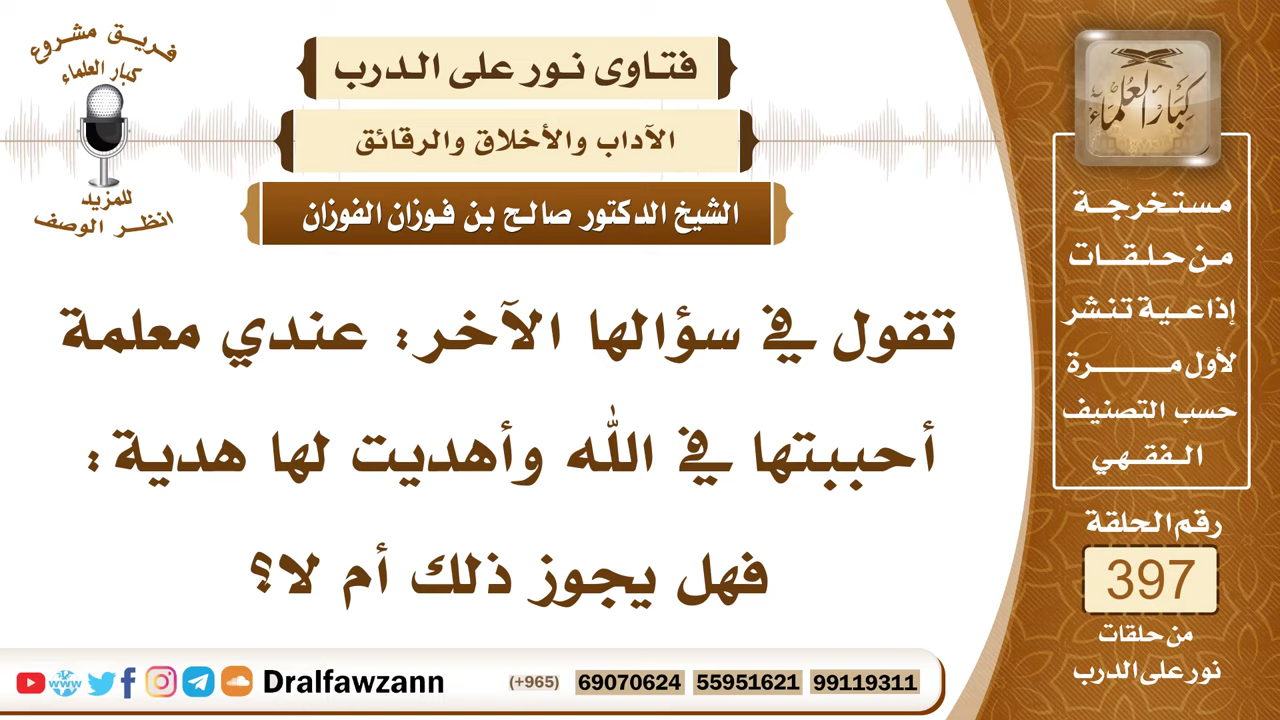 فريق مشروع
كبار العلماء
للمزيد
انظر الوصف
فتاوى نور على الدرب
الآداب والأخلاق والرقائق
الشيخ الدكتور صالح بن فوزان الفوزان
تقول في سؤالها الآخر: عندي معلمة
أحببتها في الله وأهديت لها هدية:
فهل يجوز ذلك أم لا؟
كبار العلماء
مستخرجة
من حلقات
إذاعية تنشر
لأول مرة
حسب التصنيف
الفقهي
رقم الحلقة
397
من حلقات
نور على الدرب
www
Dralfawzann
(+965) 69070624 55951621 99119311